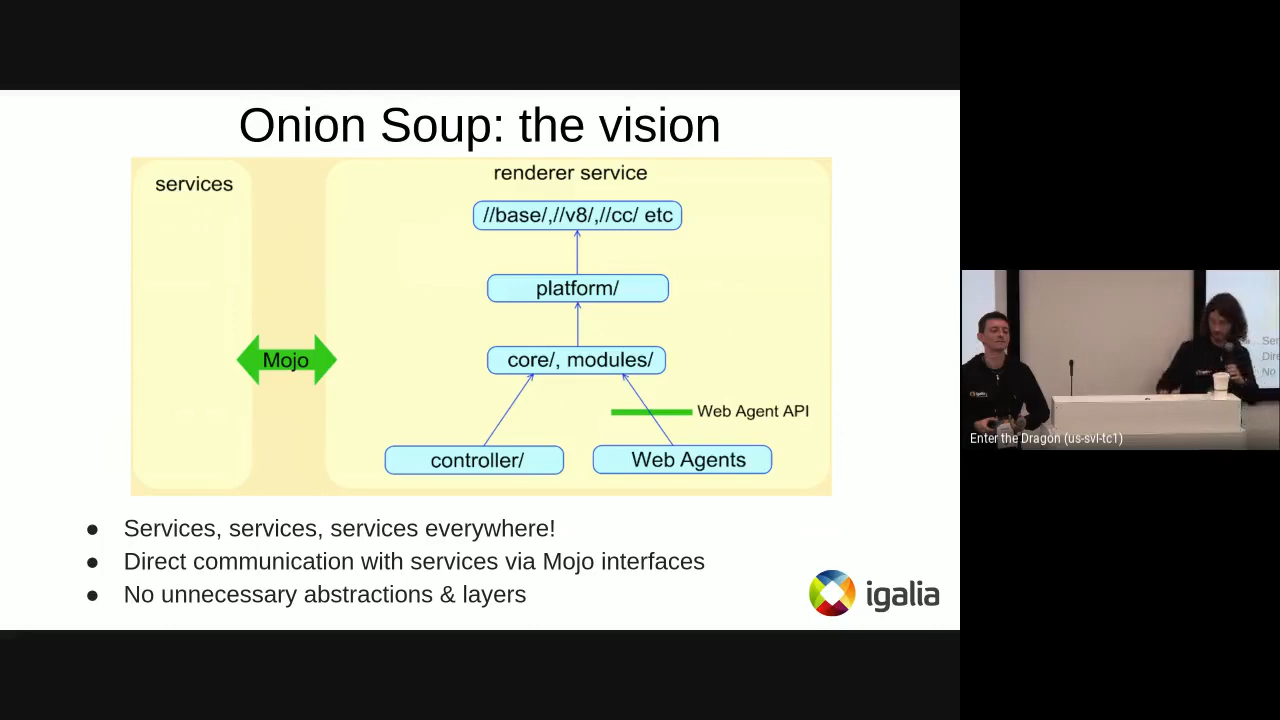 Onion Soup: the vision
services
renderer service
//base/,//v8/,//cc/ etc
platform/
Mojo
core/, modules/
Web Agent API
controller/
Web Agents
● Services, services, services everywhere!
● Direct communication with services via Mojo interfaces
● No unnecessary abstractions & layers
igalia
Enter the Dragon (us-svl-tc1)